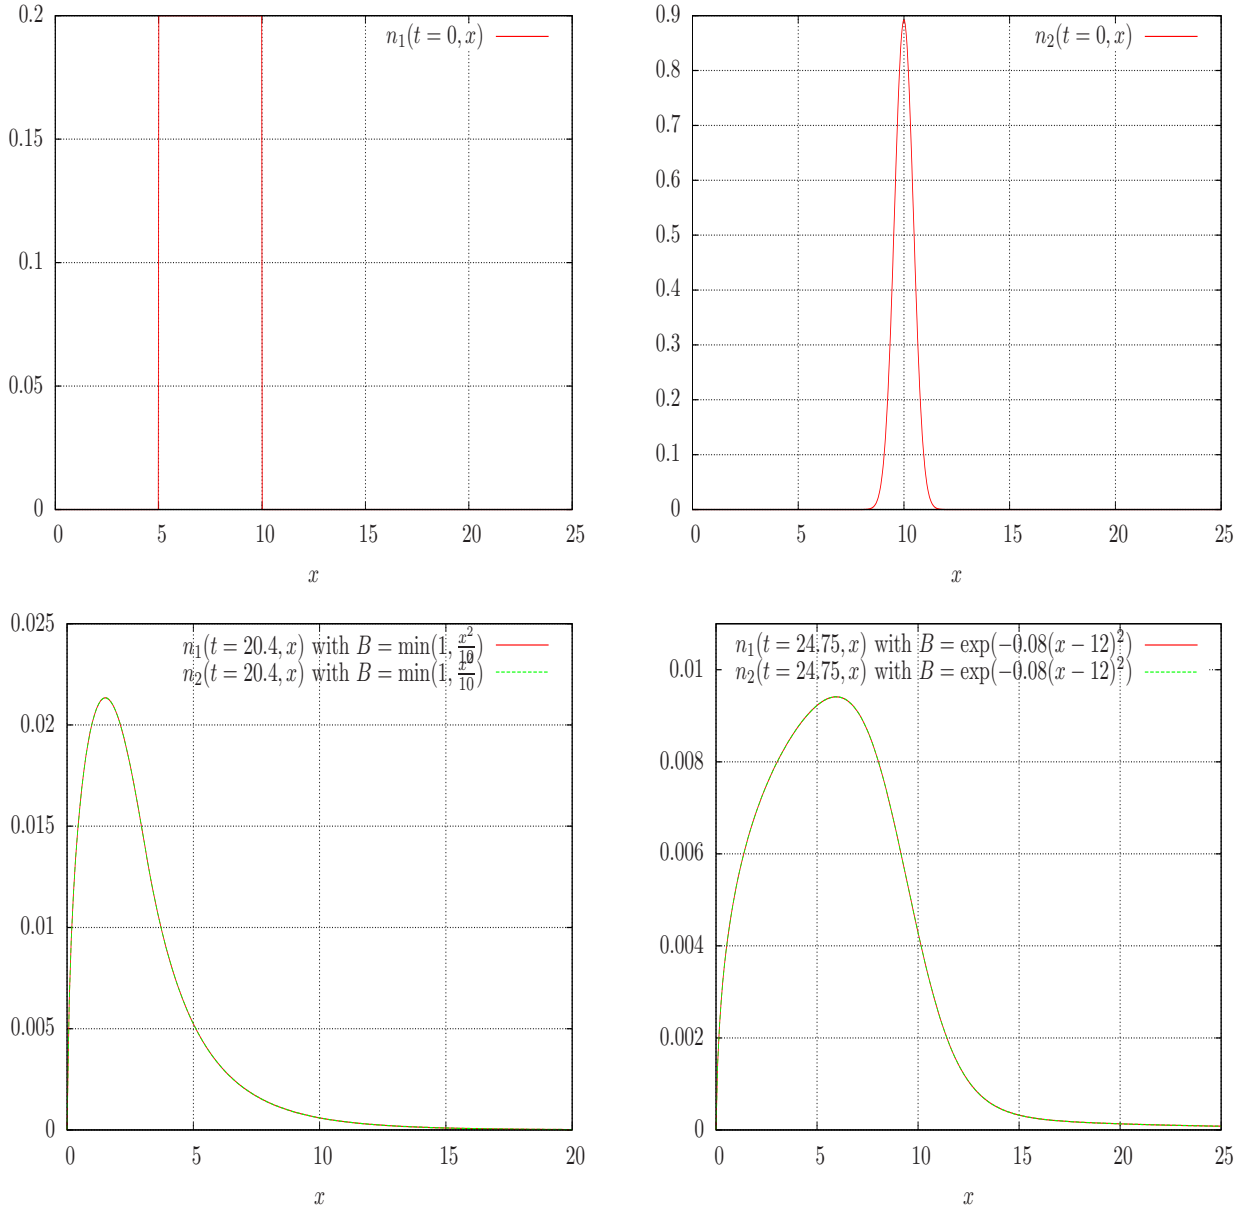 0.2
0.15
0.1
0.05
0
0 5 10 15 20 25
x
n₁(t = 0, x)
0.9
0.8
0.7
0.6
0.5
0.4
0.3
0.2
0.1
0
0 5 10 15 20 25
x
n₂(t = 0, x)
0.025
0.02
0.015
0.01
0.005
0
0 5 10 15 20
x
n₁(t = 20.4, x) with B = min(1, x²/10)
n₂(t = 20.4, x) with B = min(1, x²/10)
0.01
0.008
0.006
0.004
0.002
0
0 5 10 15 20 25
x
n₁(t = 24.75, x) with B = exp(−0.08(x − 12)²)
n₂(t = 24.75, x) with B = exp(−0.08(x − 12)²)